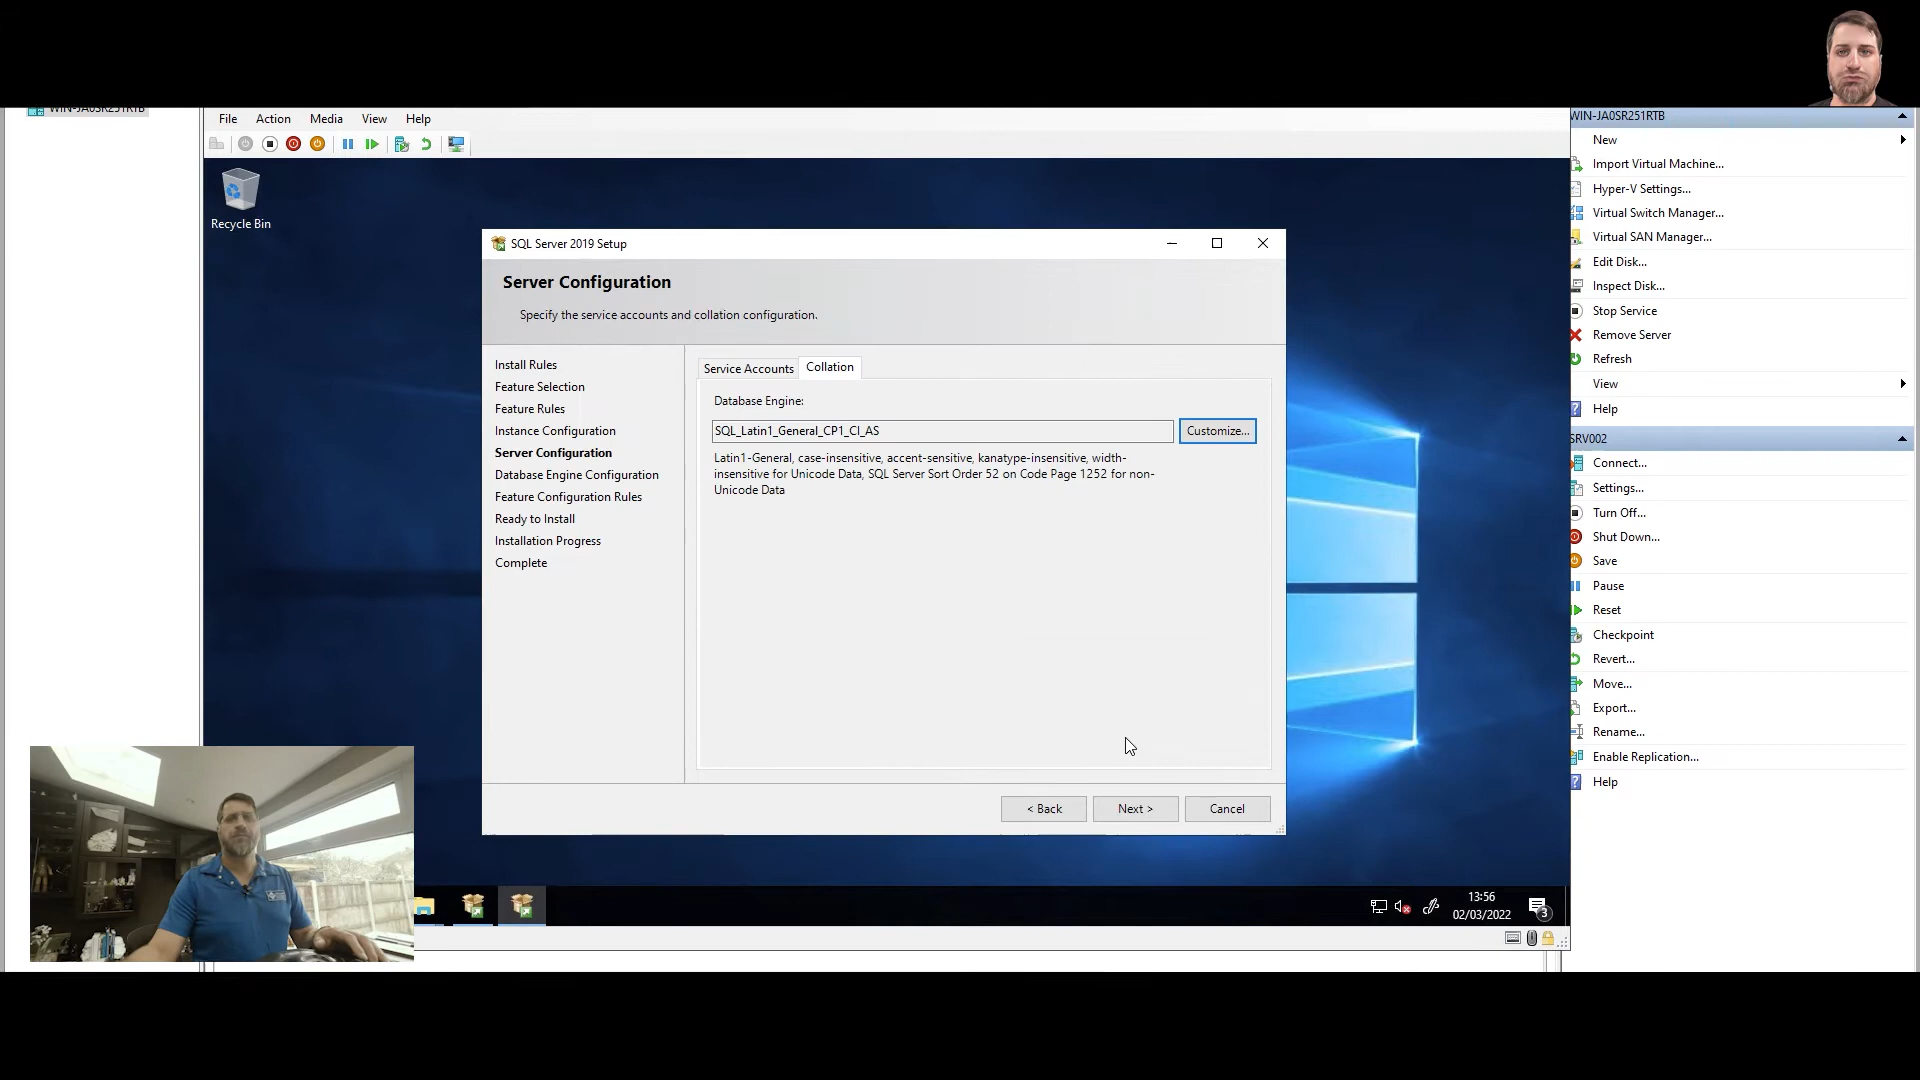 WIN-JA0SR251RTB
File Action Media View Help
Recycle Bin
SQL Server 2019 Setup
Server Configuration
Specify the service accounts and collation configuration.
Install Rules
Feature Selection
Feature Rules
Instance Configuration
Server Configuration
Database Engine Configuration
Feature Configuration Rules
Ready to Install
Installation Progress
Complete
Service Accounts Collation
Database Engine:
SQL_Latin1_General_CP1_CI_AS
Customize...
Latin1-General, case-insensitive, accent-sensitive, kanatype-insensitive, width-
insensitive for Unicode Data, SQL Server Sort Order 52 on Code Page 1252 for non-
Unicode Data
< Back Next > Cancel
13:56
02/03/2022
3
WIN-JA0SR251RTB
New
Import Virtual Machine...
Hyper-V Settings...
Virtual Switch Manager...
Virtual SAN Manager...
Edit Disk...
Inspect Disk...
Stop Service
Remove Server
Refresh
View
Help
SRV002
Connect...
Settings...
Turn Off...
Shut Down...
Save
Pause
Reset
Checkpoint
Revert...
Move...
Export...
Rename...
Enable Replication...
Help